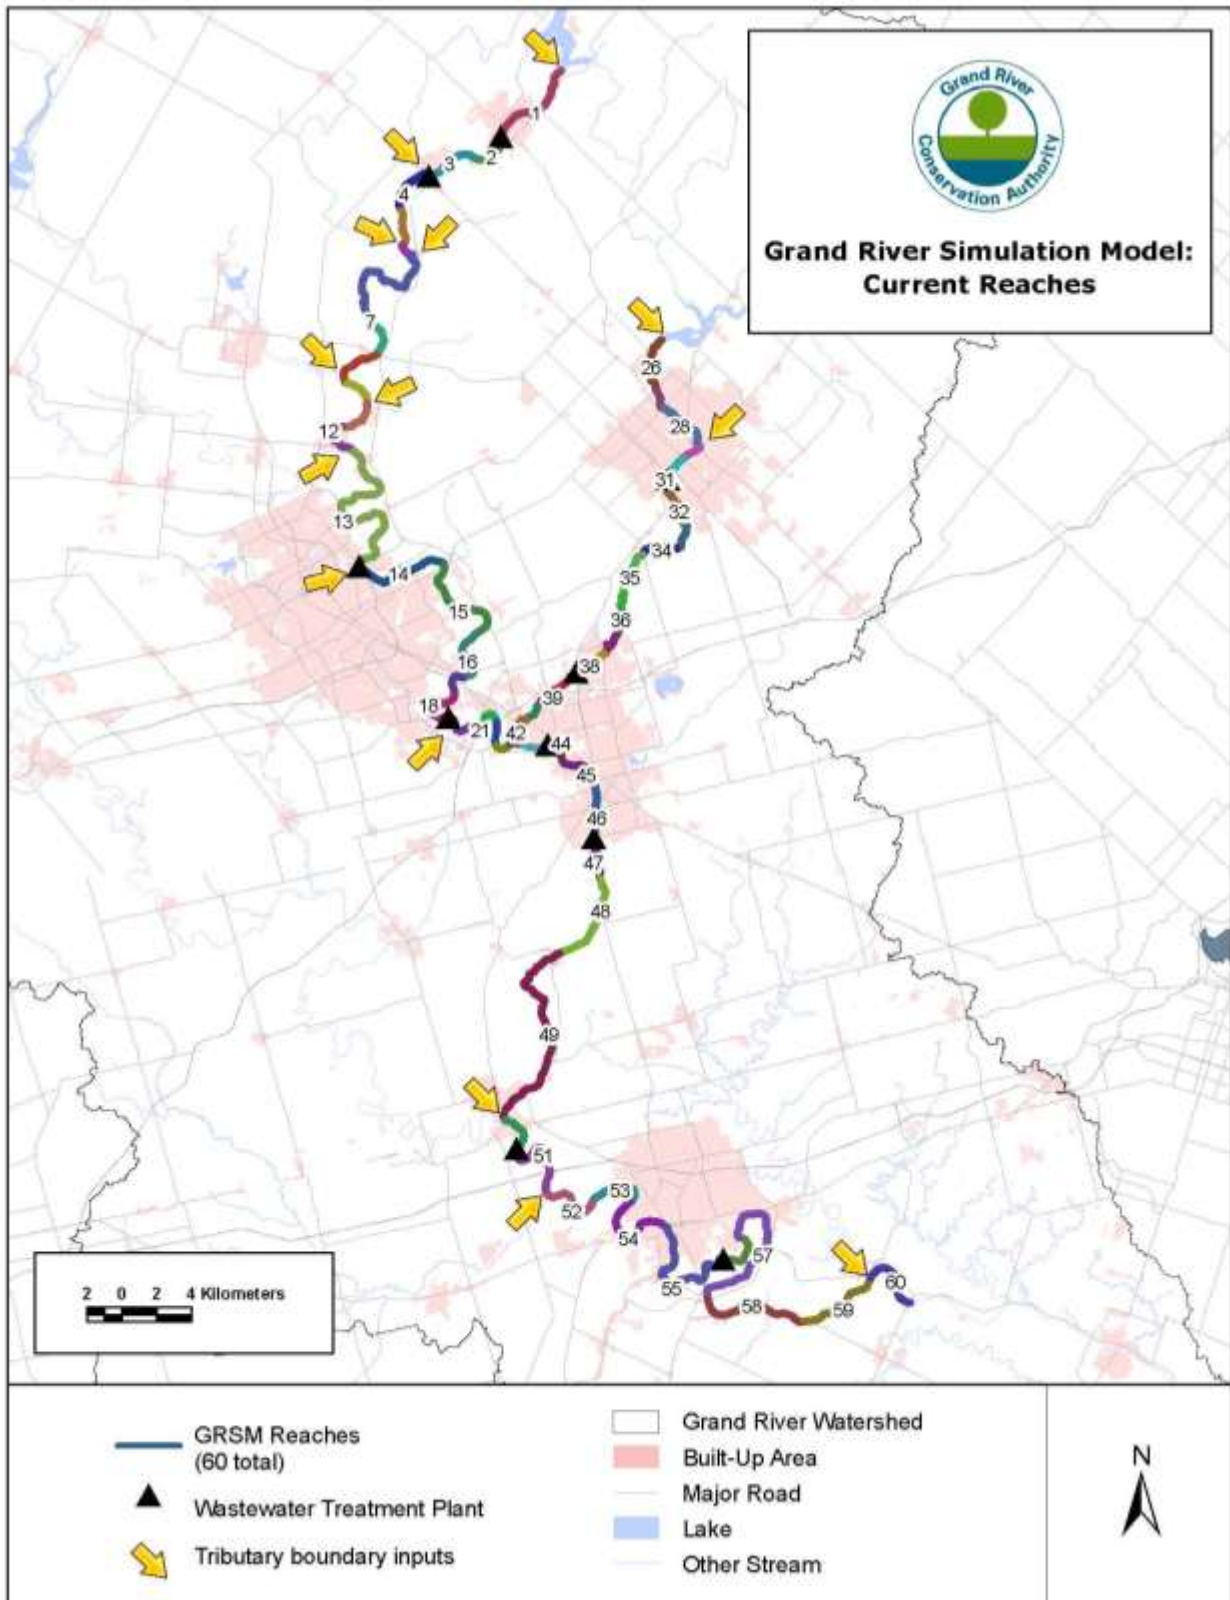 Grand River
Conservation Authority
Grand River Simulation Model:
Current Reaches
1
2
3
4
7
26
12
28
31
13
32
34
14
35
15
36
16
38
39
18
21
42
44
45
46
47
48
49
51
53
52
54
57
55
60
58
59
2 0 2 4 Kilometers
GRSM Reaches
(60 total)
Wastewater Treatment Plant
Tributary boundary inputs
Grand River Watershed
Built-Up Area
Major Road
Lake
Other Stream
N